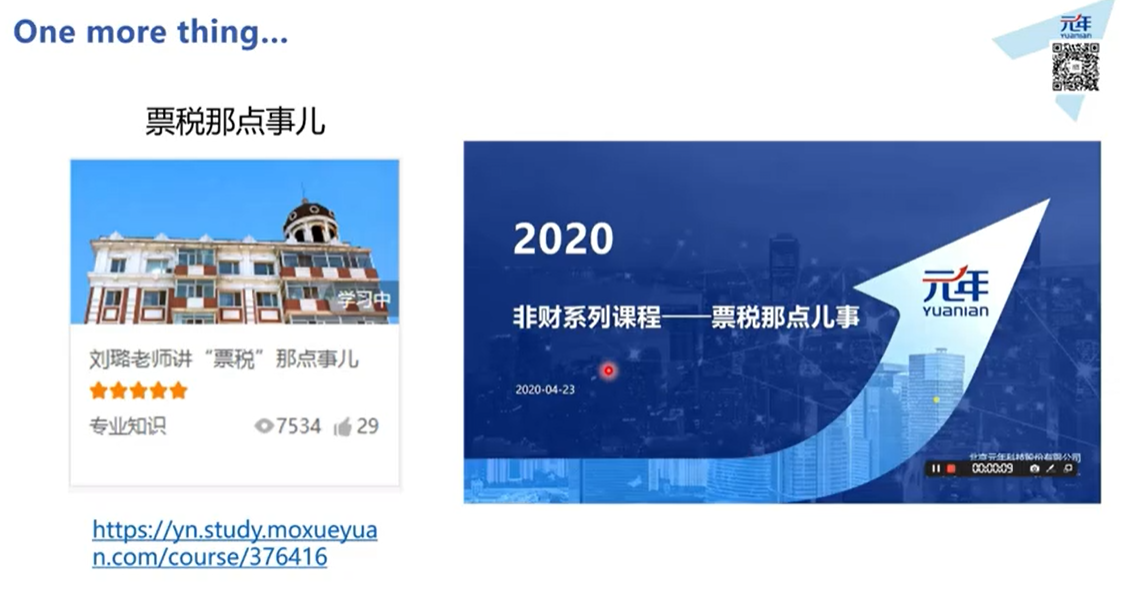 One more thing...
元年
yuanian
票税那点事儿
学习中
刘璐老师讲“票税”那点事儿
专业知识
7534
29
https://yn.study.moxueyua
n.com/course/376416
2020
非财系列课程——票税那点儿事
2020-04-23
元年
yuanian
北京元年科技股份有限公司
00:00:09